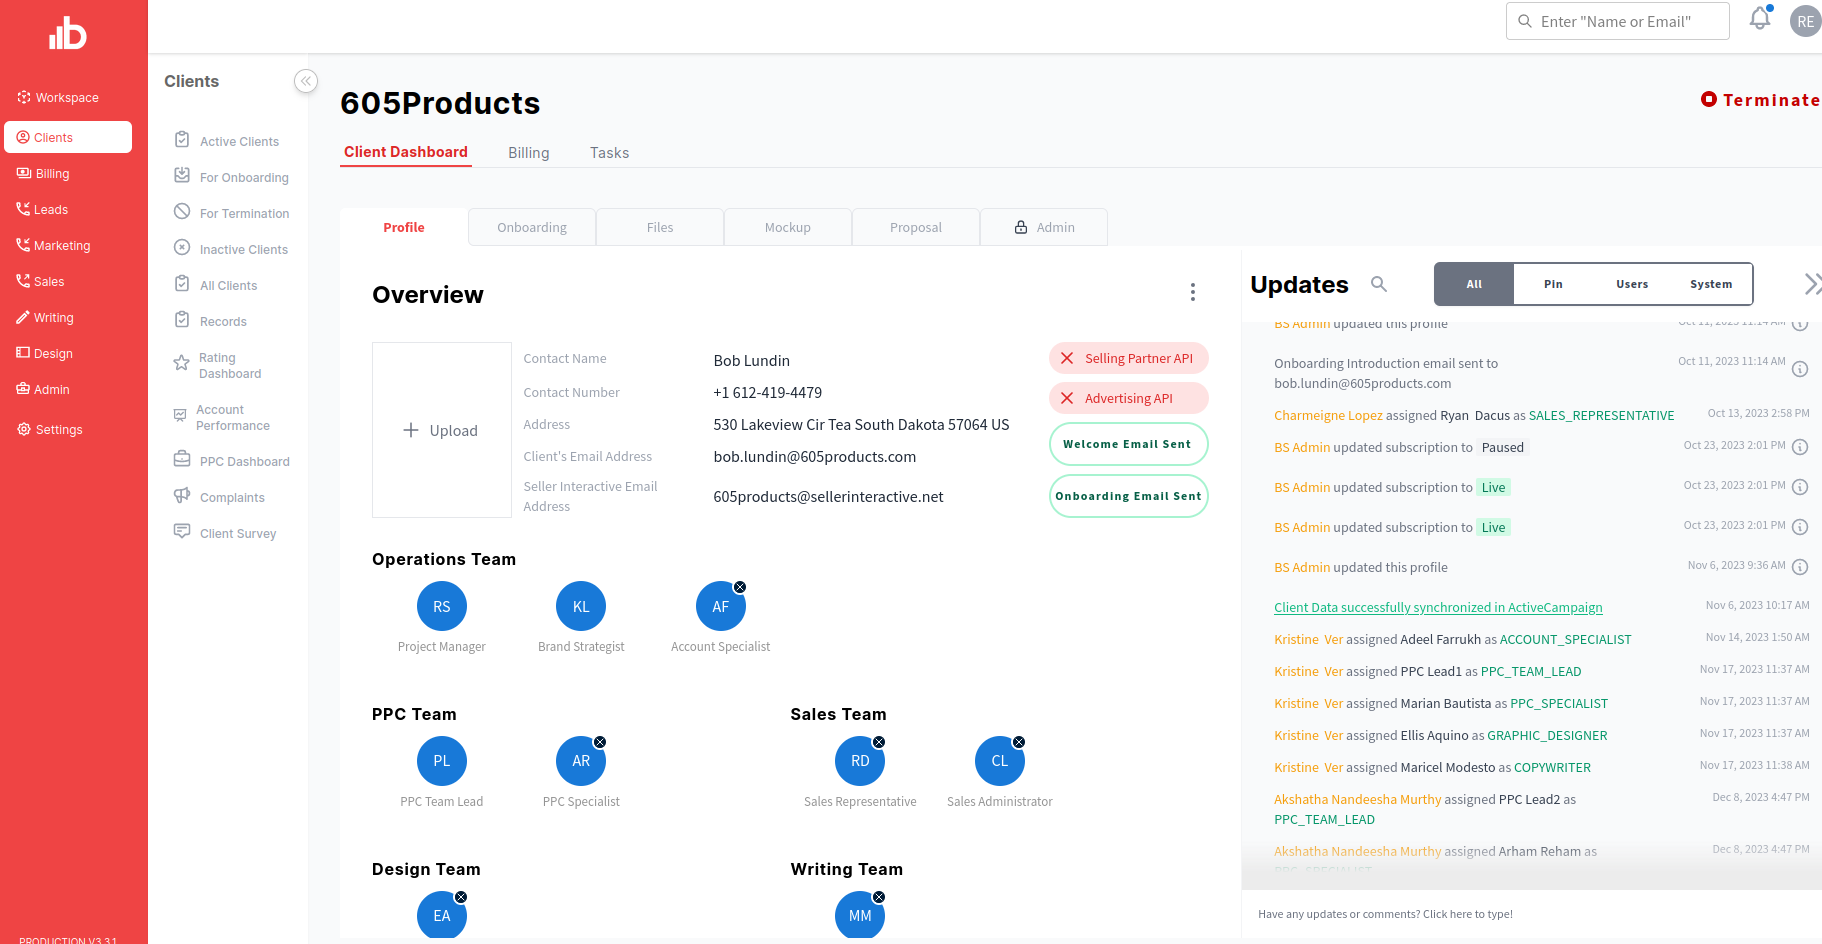 Enter "Name or Email"
RE
Workspace
Clients
Billing
Leads
Marketing
Sales
Writing
Design
Admin
Settings
PRODUCTION V3.3.1
Clients
Active Clients
For Onboarding
For Termination
Inactive Clients
All Clients
Records
Rating
Dashboard
Account
Performance
PPC Dashboard
Complaints
Client Survey
605Products
Terminate
Client Dashboard
Billing
Tasks
Profile
Onboarding
Files
Mockup
Proposal
Admin
Overview
Upload
Contact Name
Bob Lundin
Contact Number
+1 612-419-4479
Address
530 Lakeview Cir Tea South Dakota 57064 US
Client's Email Address
bob.lundin@605products.com
Seller Interactive Email
Address
605products@sellerinteractive.net
Selling Partner API
Advertising API
Welcome Email Sent
Onboarding Email Sent
Operations Team
RS
KL
AF
Project Manager
Brand Strategist
Account Specialist
PPC Team
PL
AR
PPC Team Lead
PPC Specialist
Sales Team
RD
CL
Sales Representative
Sales Administrator
Design Team
EA
Writing Team
MM
Updates
All
Pin
Users
System
BS Admin updated this profile Oct 11, 2023 11:14 AM
Onboarding Introduction email sent to Oct 11, 2023 11:14 AM
bob.lundin@605products.com
Charmeigne Lopez assigned Ryan Dacus as SALES_REPRESENTATIVE Oct 13, 2023 2:58 PM
BS Admin updated subscription to Paused Oct 23, 2023 2:01 PM
BS Admin updated subscription to Live Oct 23, 2023 2:01 PM
BS Admin updated subscription to Live Oct 23, 2023 2:01 PM
BS Admin updated this profile Nov 6, 2023 9:36 AM
Client Data successfully synchronized in ActiveCampaign Nov 6, 2023 10:17 AM
Kristine Ver assigned Adeel Farrukh as ACCOUNT_SPECIALIST Nov 14, 2023 1:50 AM
Kristine Ver assigned PPC Lead1 as PPC_TEAM_LEAD Nov 17, 2023 11:37 AM
Kristine Ver assigned Marian Bautista as PPC_SPECIALIST Nov 17, 2023 11:37 AM
Kristine Ver assigned Ellis Aquino as GRAPHIC_DESIGNER Nov 17, 2023 11:37 AM
Kristine Ver assigned Maricel Modesto as COPYWRITER Nov 17, 2023 11:38 AM
Akshatha Nandeesha Murthy assigned PPC Lead2 as Dec 8, 2023 4:47 PM
PPC_TEAM_LEAD
Akshatha Nandeesha Murthy assigned Arham Reham as Dec 8, 2023 4:47 PM
PPC_SPECIALIST
Have any updates or comments? Click here to type!